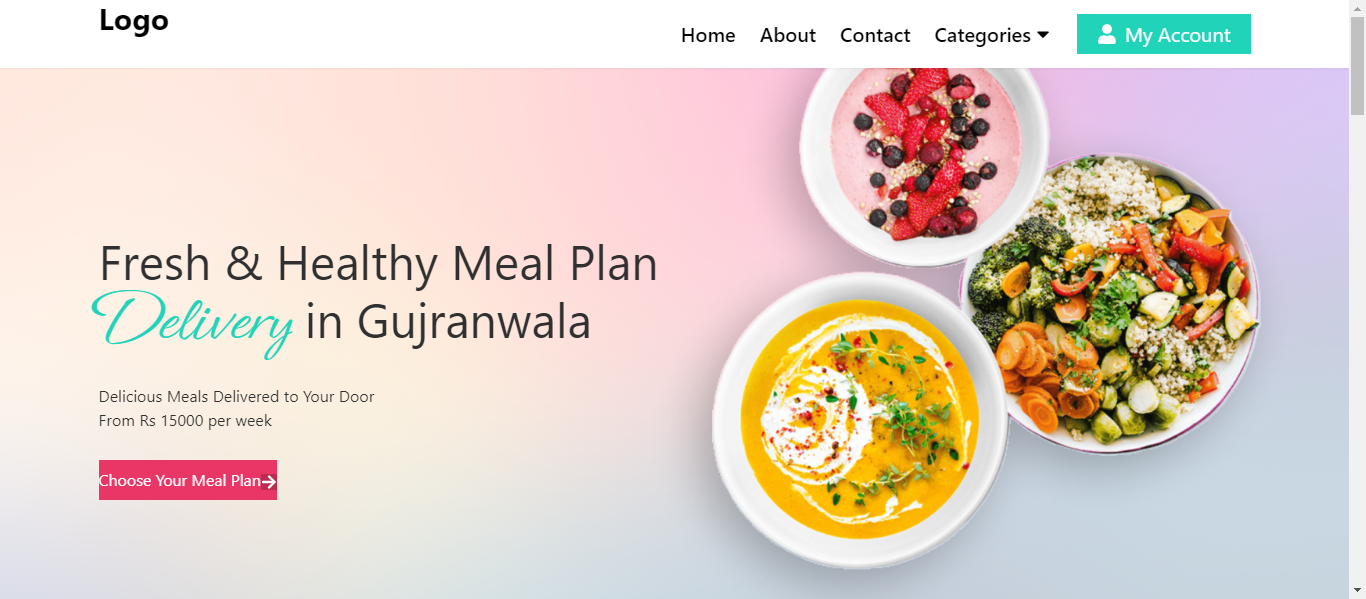 Logo
Home About Contact Categories My Account
Fresh & Healthy Meal Plan
Delivery in Gujranwala
Delicious Meals Delivered to Your Door
From Rs 15000 per week
Choose Your Meal Plan